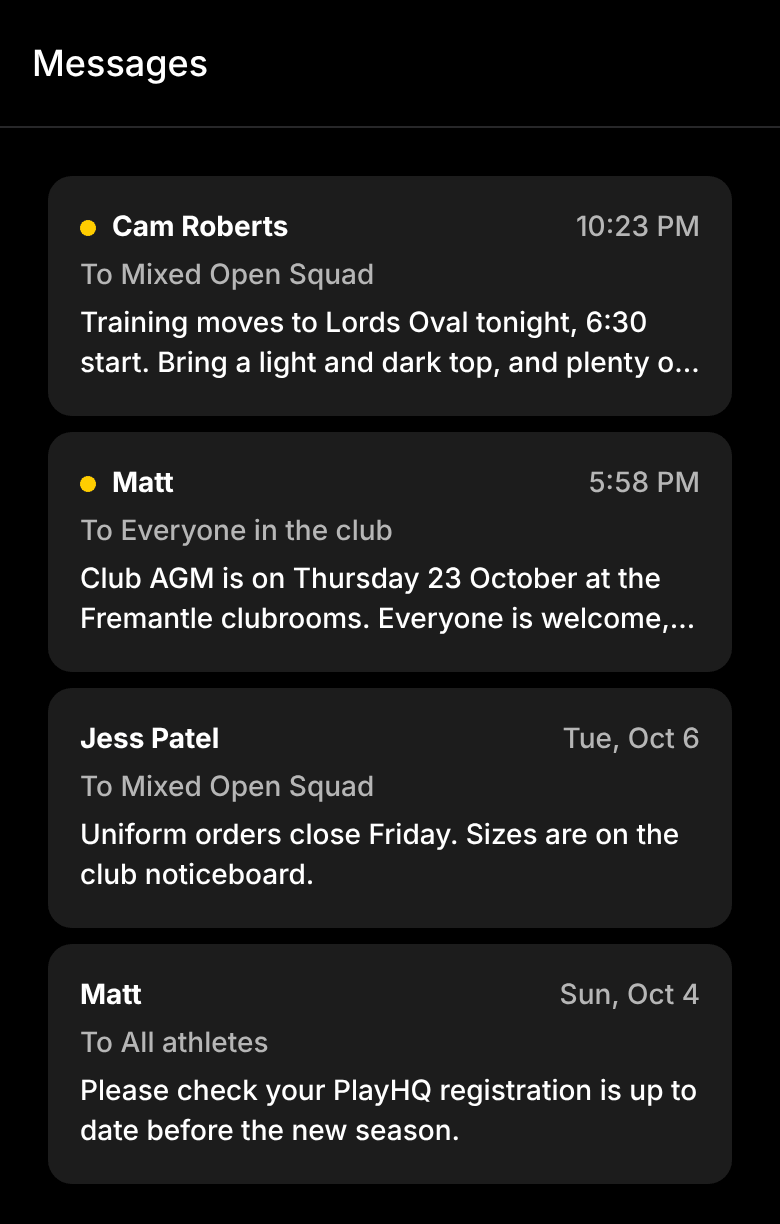 Messages
Cam Roberts 10:23 PM
To Mixed Open Squad
Training moves to Lords Oval tonight, 6:30
start. Bring a light and dark top, and plenty o...
Matt 5:58 PM
To Everyone in the club
Club AGM is on Thursday 23 October at the
Fremantle clubrooms. Everyone is welcome,...
Jess Patel Tue, Oct 6
To Mixed Open Squad
Uniform orders close Friday. Sizes are on the
club noticeboard.
Matt Sun, Oct 4
To All athletes
Please check your PlayHQ registration is up to
date before the new season.